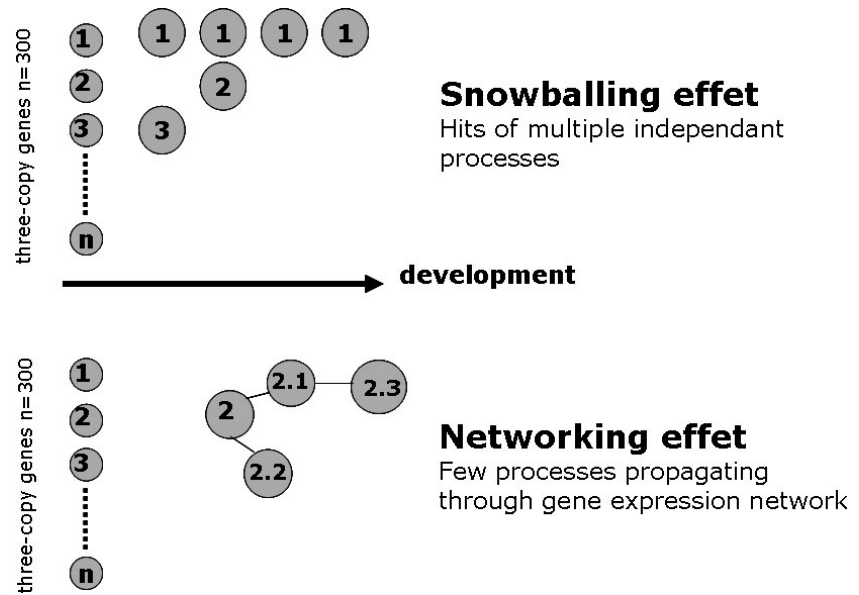 three-copy genes n=300
1 1 1 1 1
2 2
3 3
n
Snowballing effet
Hits of multiple independant
processes
development
three-copy genes n=300
1
2
3
n
2 2.1 2.3
2.2
Networking effet
Few processes propagating
through gene expression network